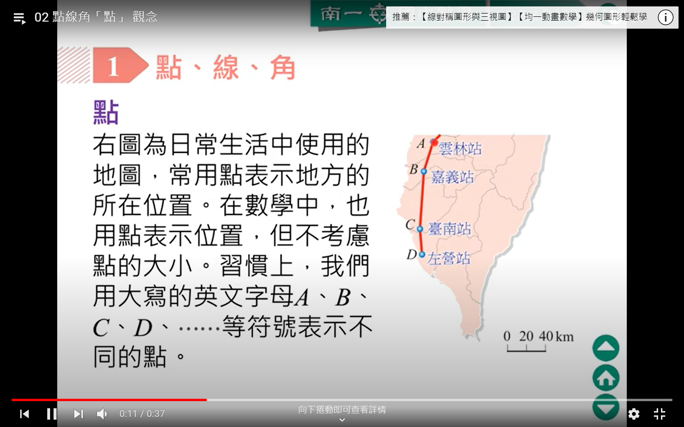 02 點線角「點」 觀念
南一
推薦：【線對稱圖形與三視圖】【均一動畫數學】幾何圖形輕鬆學
1 點、線、角
點
右圖為日常生活中使用的
地圖，常用點表示地方的
所在位置。在數學中，也
用點表示位置，但不考慮
點的大小。習慣上，我們
用大寫的英文字母A、B、
C、D、……等符號表示不
同的點。
A 雲林站
B 嘉義站
C 臺南站
D 左營站
0 20 40 km
0:11 / 0:37
向下捲動即可查看詳情